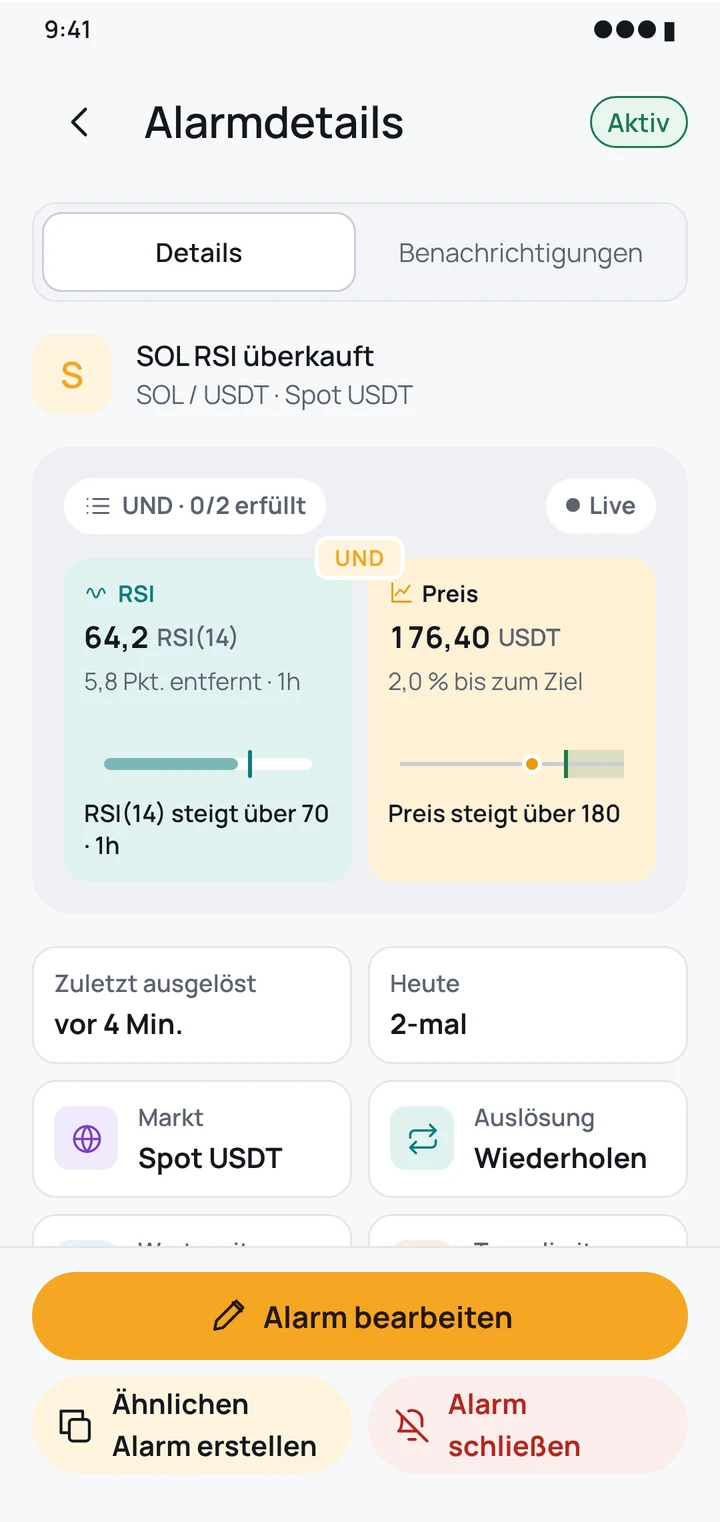 9:41
Alarmdetails
Aktiv
Details
Benachrichtigungen
S
SOL RSI überkauft
SOL / USDT · Spot USDT
UND · 0/2 erfüllt
Live
UND
RSI
64,2 RSI(14)
5,8 Pkt. entfernt · 1h
RSI(14) steigt über 70
· 1h
Preis
176,40 USDT
2,0 % bis zum Ziel
Preis steigt über 180
Zuletzt ausgelöst
vor 4 Min.
Heute
2-mal
Markt
Spot USDT
Auslösung
Wiederholen
Alarm bearbeiten
Ähnlichen
Alarm erstellen
Alarm
schließen